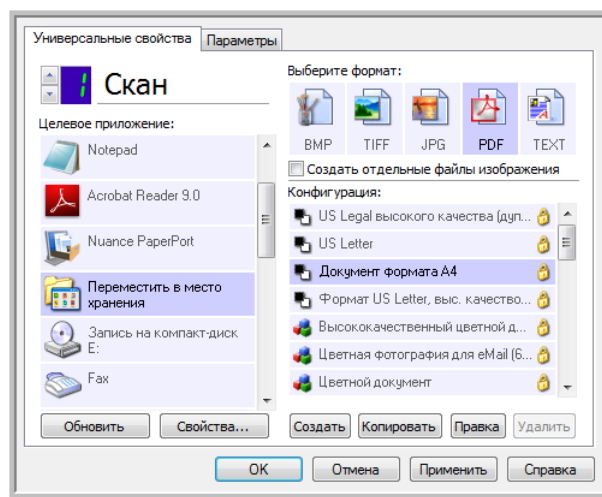 Универсальные свойства
Параметры
1
Скан
Целевое приложение:
Notepad
Acrobat Reader 9.0
Nuance PaperPort
Переместить в место
хранения
Запись на компакт-диск
E:
Fax
Обновить
Свойства...
Выберите формат:
BMP
TIFF
JPG
PDF
TEXT
Создать отдельные файлы изображения
Конфигурация:
US Legal высокого качества (дуп...
US Letter
Документ формата A4
Формат US Letter, выс. качество...
Высококачественный цветной д...
Цветная фотография для eMail (6...
Цветной документ
Создать
Копировать
Правка
Удалить
OK
Отмена
Применить
Справка